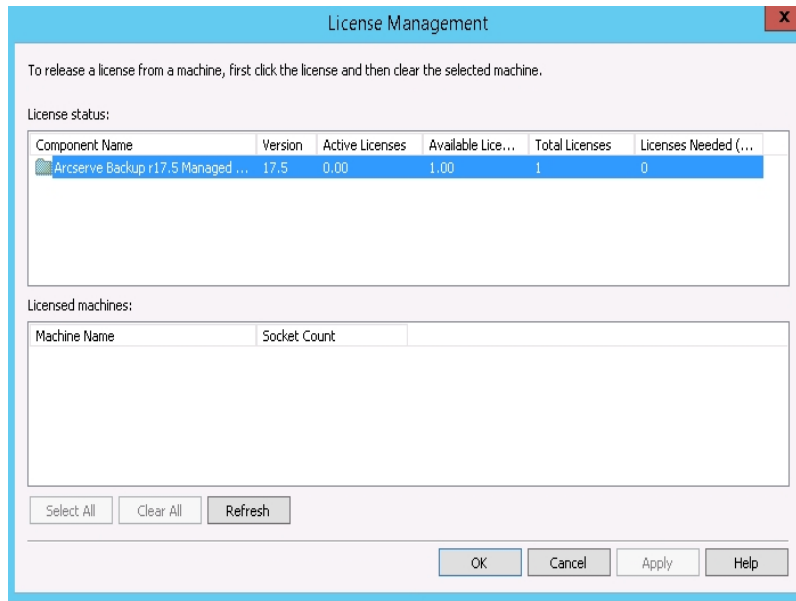 License Management
x
To release a license from a machine, first click the license and then clear the selected machine.
License status:
Component Name Version Active Licenses Available Lice... Total Licenses Licenses Needed (...
Arcserve Backup r17.5 Managed ... 17.5 0.00 1.00 1 0
Licensed machines:
Machine Name Socket Count
Select All Clear All Refresh
OK Cancel Apply Help